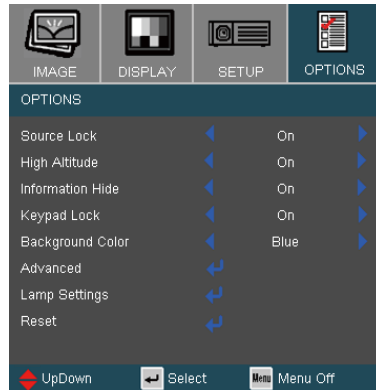 IMAGE DISPLAY SETUP OPTIONS
OPTIONS
Source Lock On
High Altitude On
Information Hide On
Keypad Lock On
Background Color Blue
Advanced
Lamp Settings
Reset
UpDown Select Menu Menu Off